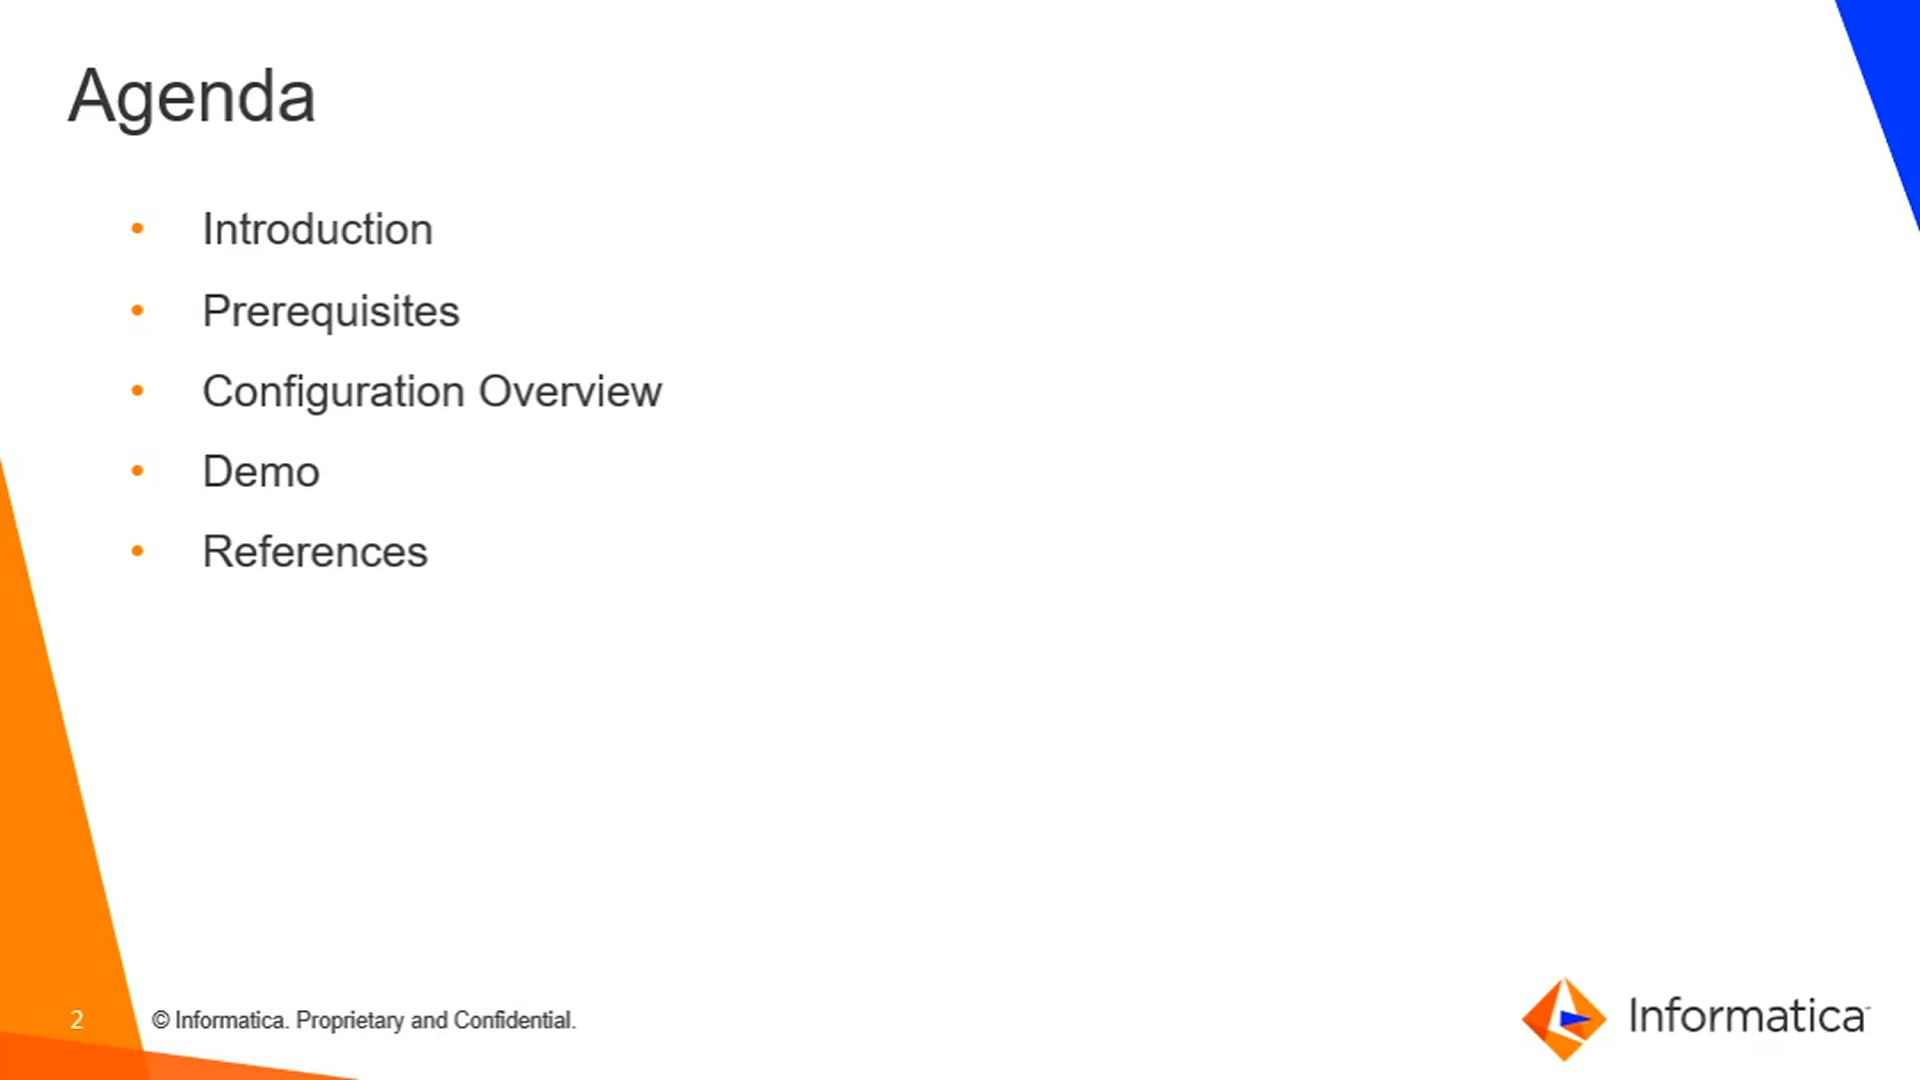 Agenda
• Introduction
• Prerequisites
• Configuration Overview
• Demo
• References
2
© Informatica. Proprietary and Confidential.
Informatica